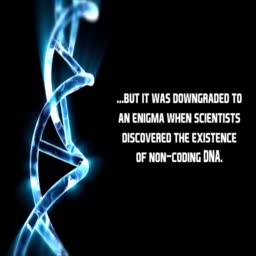 ...BUT IT WAS DOWNGRADED TO
AN ENIGMA WHEN SCIENTISTS
DISCOVERED THE EXISTENCE
OF NON-CODING DNA.